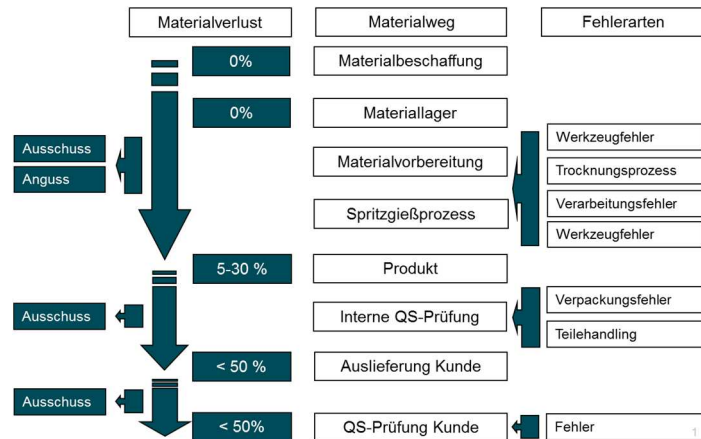 Materialverlust
Materialweg
Fehlerarten
0%
Materialbeschaffung
0%
Materiallager
Ausschuss
Anguss
Materialvorbereitung
Spritzgießprozess
Werkzeugfehler
Trocknungsprozess
Verarbeitungsfehler
Werkzeugfehler
5-30 %
Produkt
Ausschuss
Interne QS-Prüfung
Verpackungsfehler
Teilehandling
< 50 %
Auslieferung Kunde
Ausschuss
< 50%
QS-Prüfung Kunde
Fehler
1